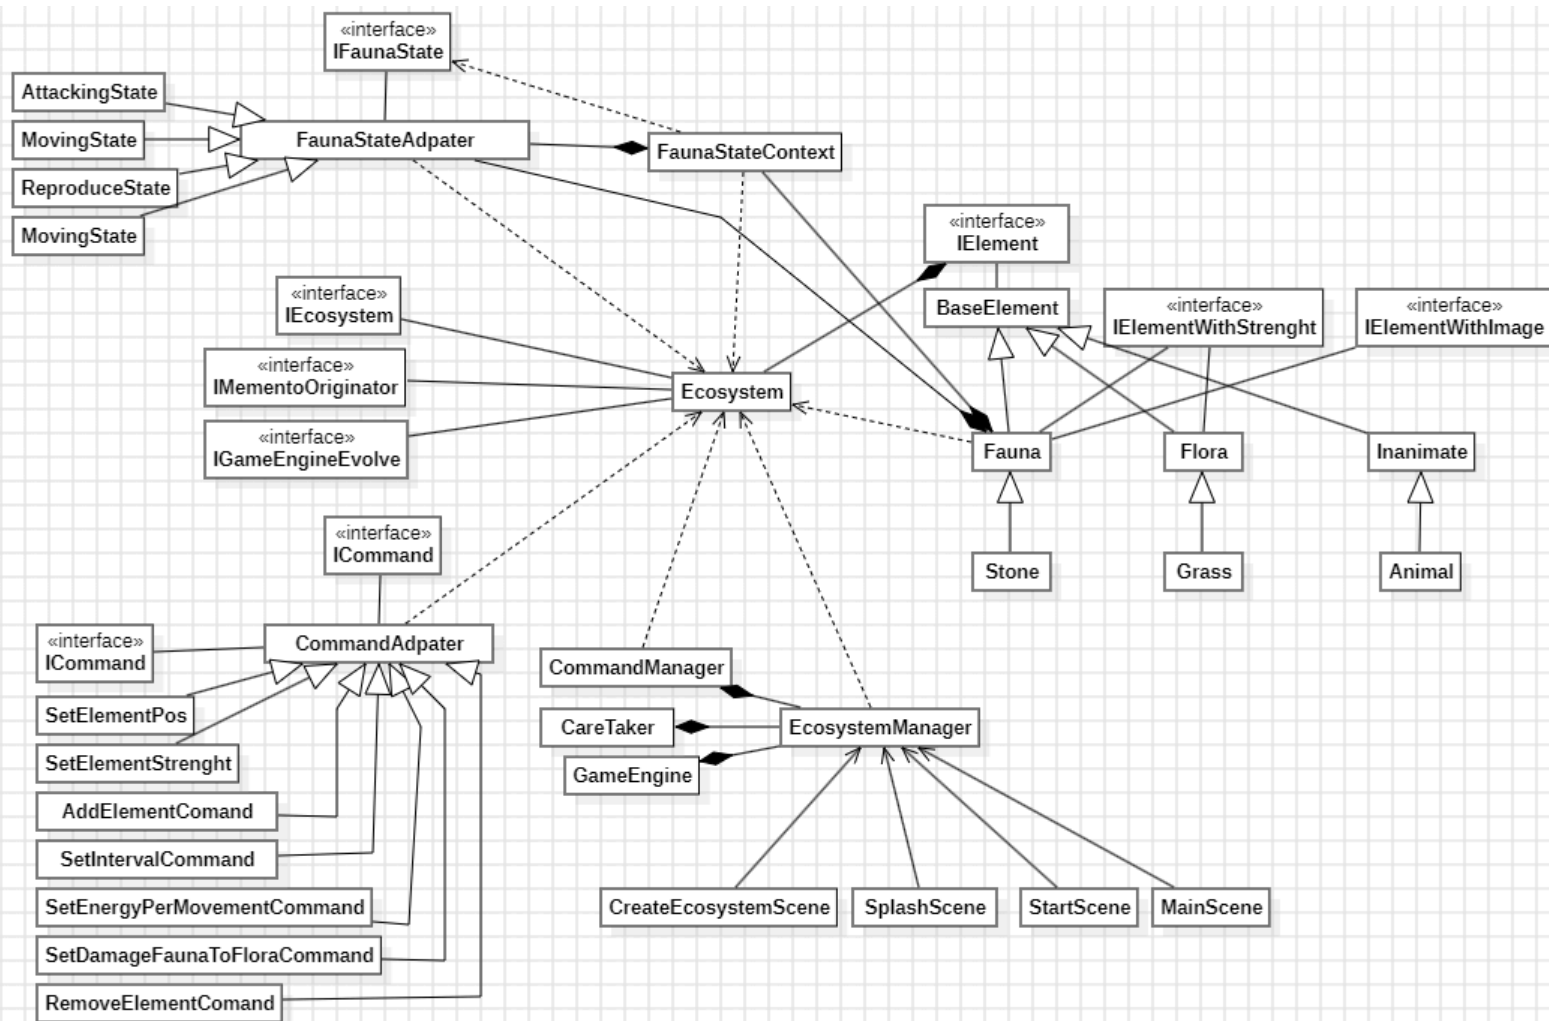 «interface»
IFaunaState
AttackingState
MovingState
FaunaStateAdpater
FaunaStateContext
ReproduceState
MovingState
«interface»
IElement
«interface»
IEcosystem
BaseElement
«interface»
IElementWithStrenght
«interface»
IElementWithImage
«interface»
IMementoOriginator
Ecosystem
«interface»
IGameEngineEvolve
Fauna
Flora
Inanimate
«interface»
ICommand
Stone
Grass
Animal
«interface»
ICommand
CommandAdpater
CommandManager
SetElementPos
CareTaker
EcosystemManager
SetElementStrenght
GameEngine
AddElementComand
SetIntervalCommand
SetEnergyPerMovementCommand
CreateEcosystemScene
SplashScene
StartScene
MainScene
SetDamageFaunaToFloraCommand
RemoveElementComand